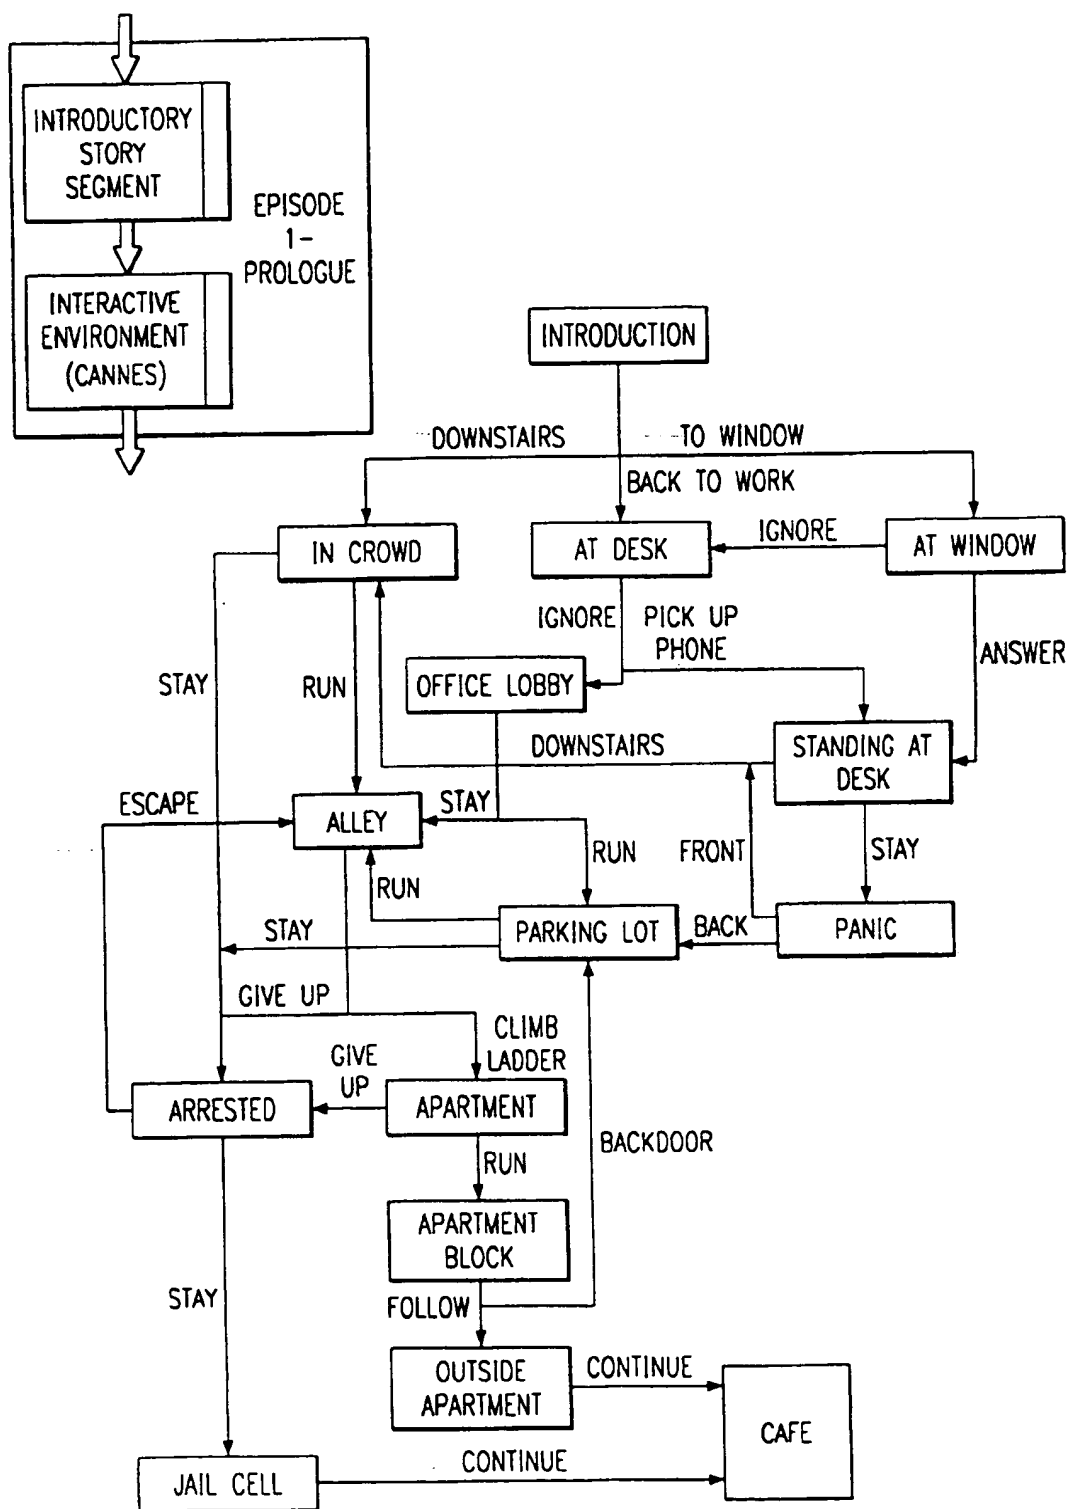 INTRODUCTORY
STORY
SEGMENT
EPISODE
1-
PROLOGUE
INTERACTIVE
ENVIRONMENT
(CANNES)
INTRODUCTION
DOWNSTAIRS
TO WINDOW
BACK TO WORK
IN CROWD
AT DESK
IGNORE
AT WINDOW
IGNORE
PICK UP
PHONE
ANSWER
STAY
RUN
OFFICE LOBBY
DOWNSTAIRS
STANDING AT
DESK
ESCAPE
ALLEY
STAY
RUN
FRONT
STAY
RUN
STAY
PARKING LOT
BACK
PANIC
GIVE UP
CLIMB
LADDER
GIVE
UP
ARRESTED
APARTMENT
BACKDOOR
RUN
APARTMENT
BLOCK
STAY
FOLLOW
OUTSIDE
APARTMENT
CONTINUE
CAFE
JAIL CELL
CONTINUE